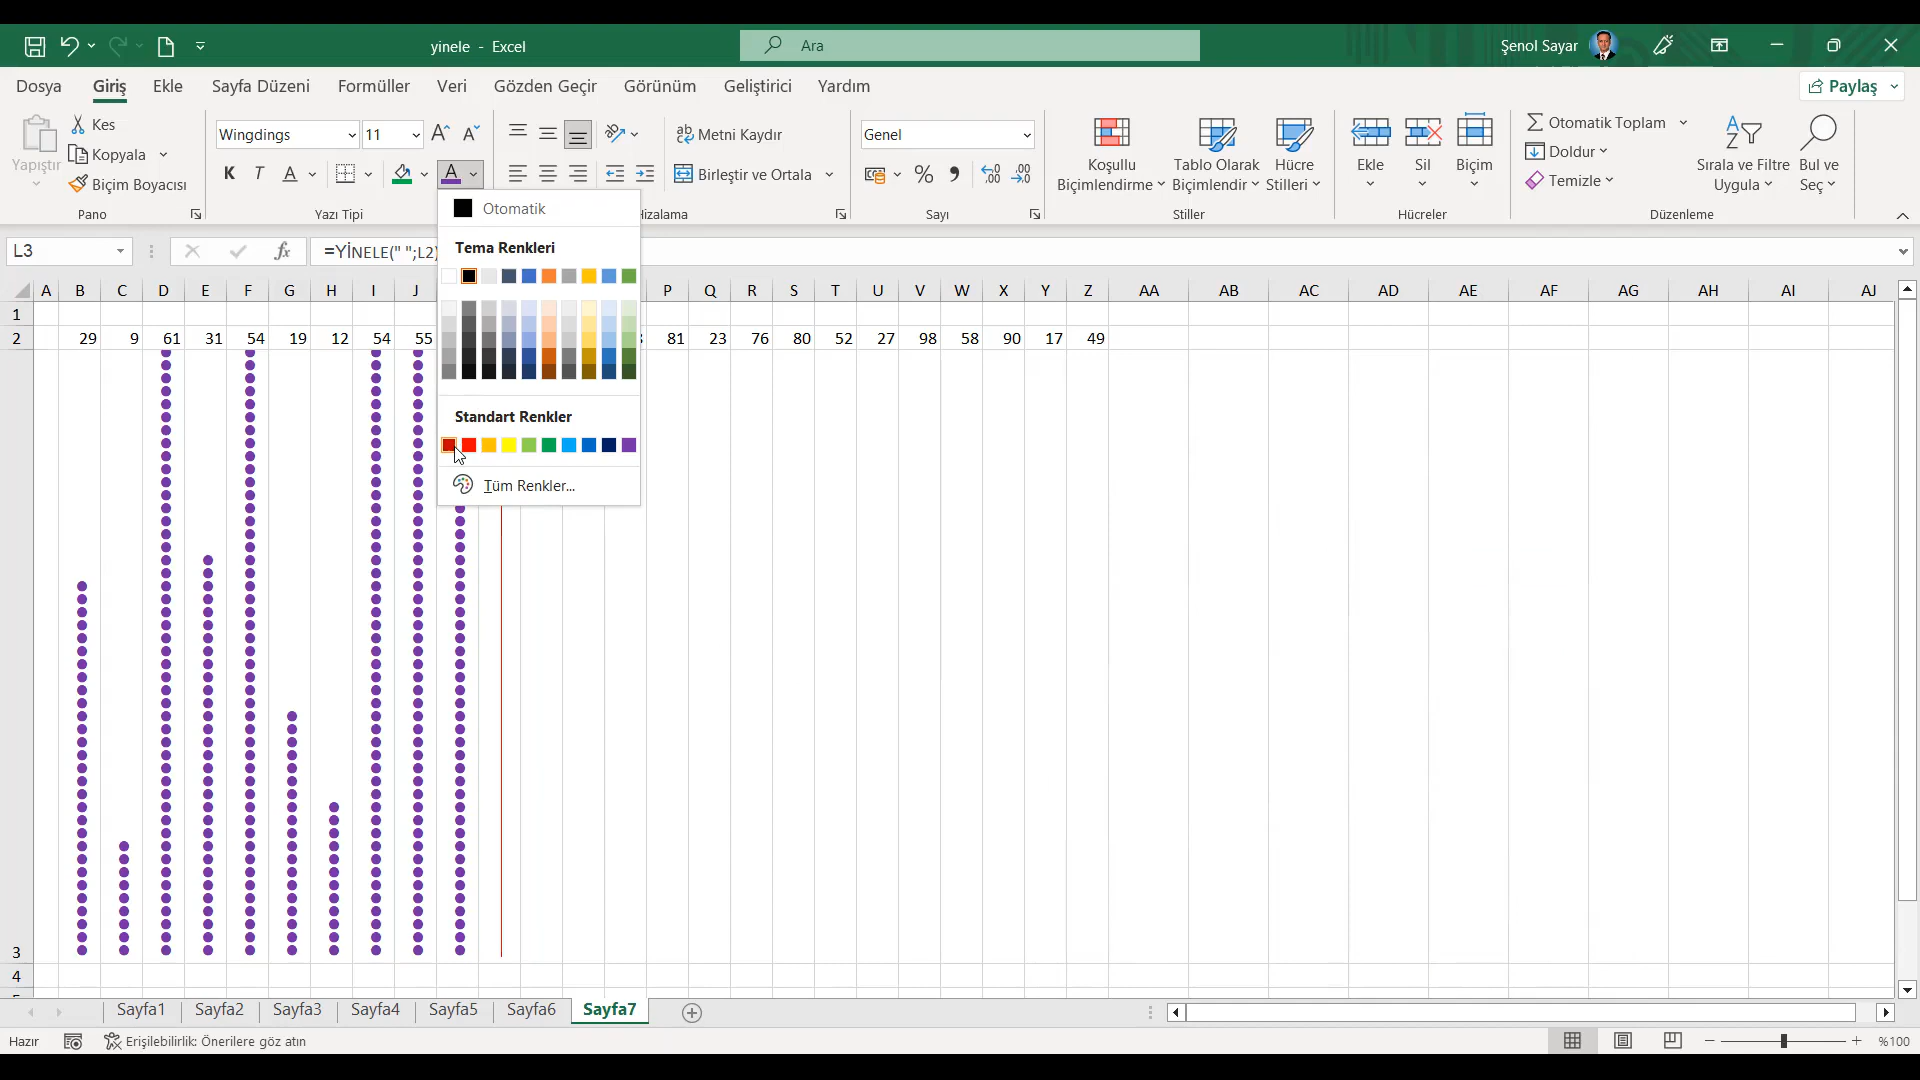 yinele - Excel
Ara
Şenol Sayar
Dosya Giriş Ekle Sayfa Düzeni Formüller Veri Gözden Geçir Görünüm Geliştirici Yardım
Paylaş
Yapıştır
Kes
Kopyala
Biçim Boyacısı
Pano
Wingdings 11
K T A
A
Yazı Tipi
ab Metni Kaydır
Birleştir ve Ortala
Hizalama
Genel
% ,
Sayı
Koşullu Biçimlendirme
Tablo Olarak Biçimlendir
Hücre Stilleri
Stiller
Ekle
Sil
Biçim
Hücreler
Otomatik Toplam
Doldur
Temizle
Sırala ve Filtre Uygula
Bul ve Seç
Düzenleme
L3
fx
=YİNELE(" ";L2)
Otomatik
Tema Renkleri
Standart Renkler
Tüm Renkler...
A B C D E F G H I J P Q R S T U V W X Y Z AA AB AC AD AE AF AG AH AI AJ
1
2 29 9 61 31 54 19 12 54 55 81 23 76 80 52 27 98 58 90 17 49
3
4
Sayfa1 Sayfa2 Sayfa3 Sayfa4 Sayfa5 Sayfa6 Sayfa7
Hazır
Erişilebilirlik: Önerilere göz atın
%100